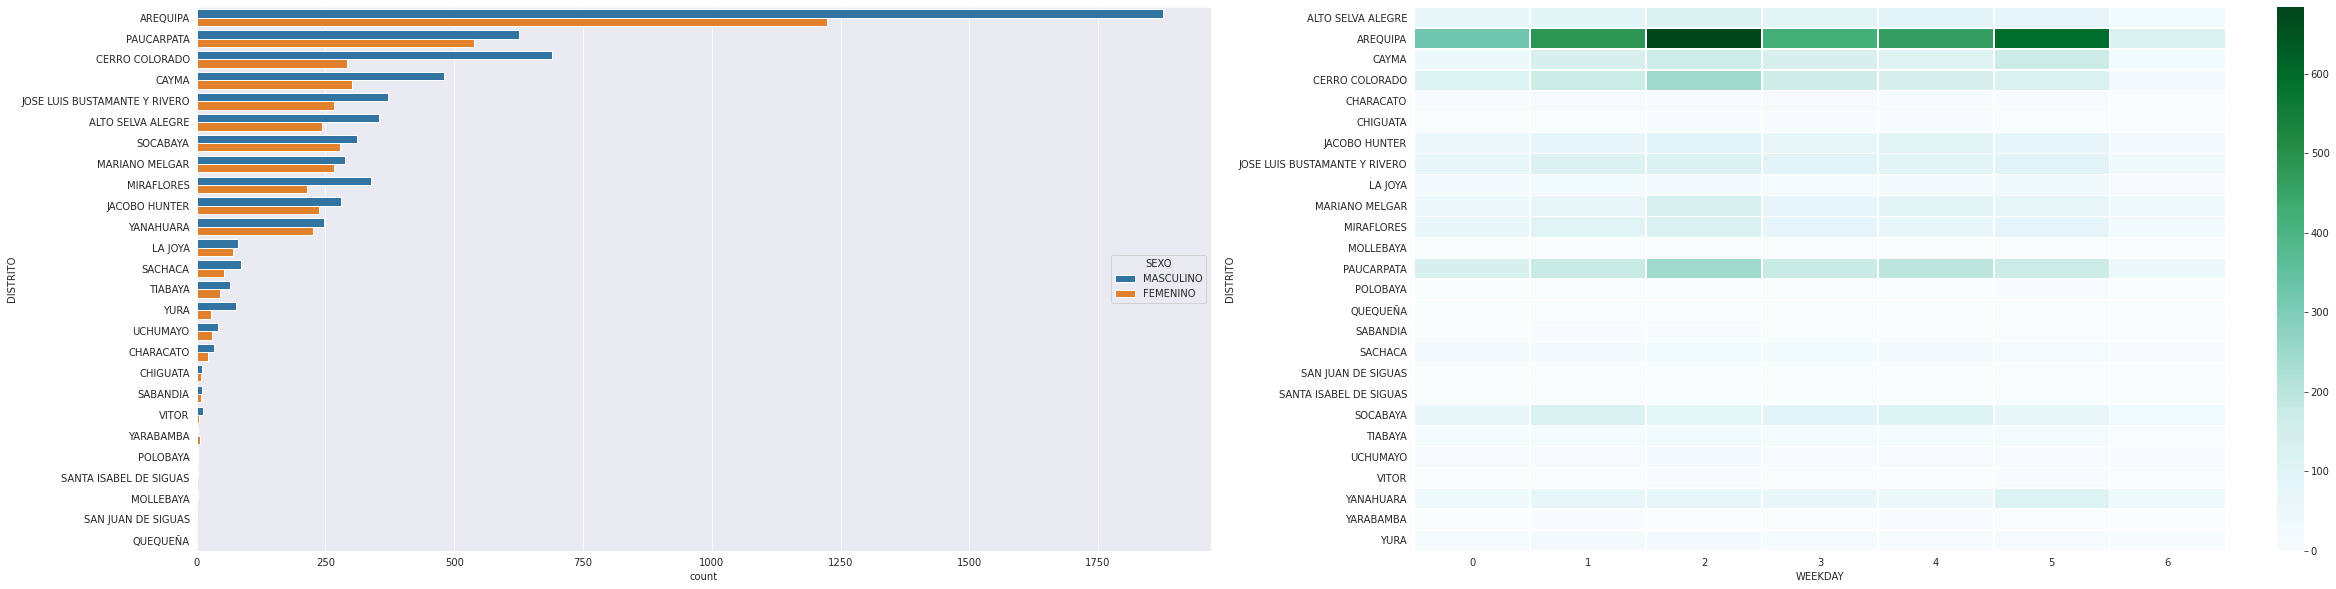 AREQUIPA
PAUCARPATA
CERRO COLORADO
CAYMA
JOSE LUIS BUSTAMANTE Y RIVERO
ALTO SELVA ALEGRE
SOCABAYA
MARIANO MELGAR
MIRAFLORES
JACOBO HUNTER
YANAHUARA
LA JOYA
SACHACA
TIABAYA
YURA
UCHUMAYO
CHARACATO
CHIGUATA
SABANDIA
VITOR
YARABAMBA
POLOBAYA
SANTA ISABEL DE SIGUAS
MOLLEBAYA
SAN JUAN DE SIGUAS
QUEQUEÑA
DISTRITO
0 250 500 750 1000 1250 1500 1750
count
SEXO
MASCULINO
FEMENINO
ALTO SELVA ALEGRE
AREQUIPA
CAYMA
CERRO COLORADO
CHARACATO
CHIGUATA
JACOBO HUNTER
JOSE LUIS BUSTAMANTE Y RIVERO
LA JOYA
MARIANO MELGAR
MIRAFLORES
MOLLEBAYA
PAUCARPATA
POLOBAYA
QUEQUEÑA
SABANDIA
SACHACA
SAN JUAN DE SIGUAS
SANTA ISABEL DE SIGUAS
SOCABAYA
TIABAYA
UCHUMAYO
VITOR
YANAHUARA
YARABAMBA
YURA
DISTRITO
0 1 2 3 4 5 6
WEEKDAY
600
500
400
300
200
100
0